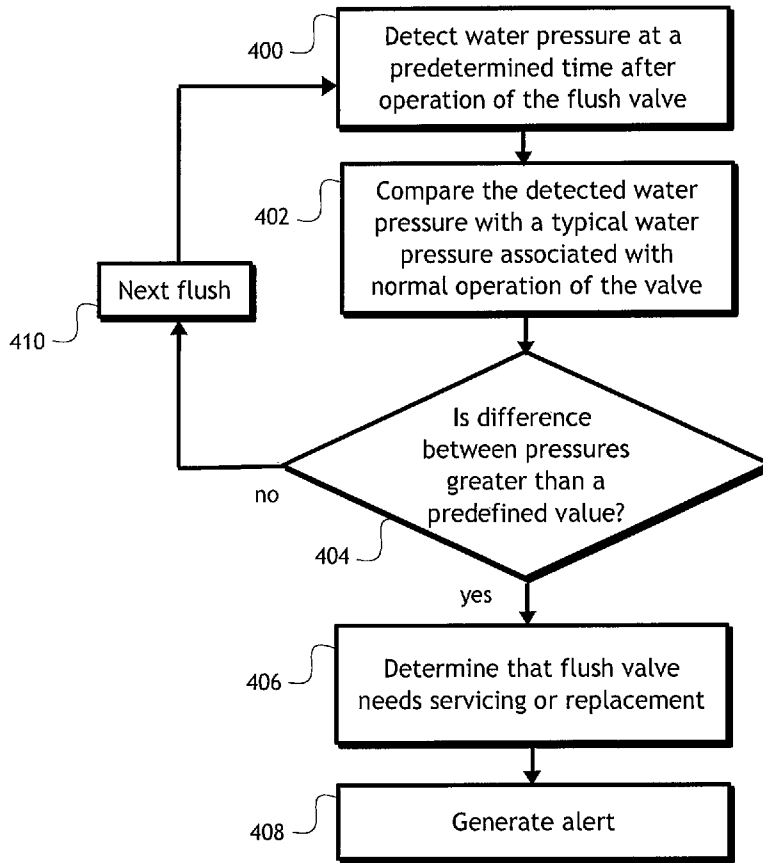 400
Detect water pressure at a
predetermined time after
operation of the flush valve
402
Compare the detected water
pressure with a typical water
pressure associated with
normal operation of the valve
Next flush
410
Is difference
between pressures
greater than a
predefined value?
no
404
yes
406
Determine that flush valve
needs servicing or replacement
408
Generate alert